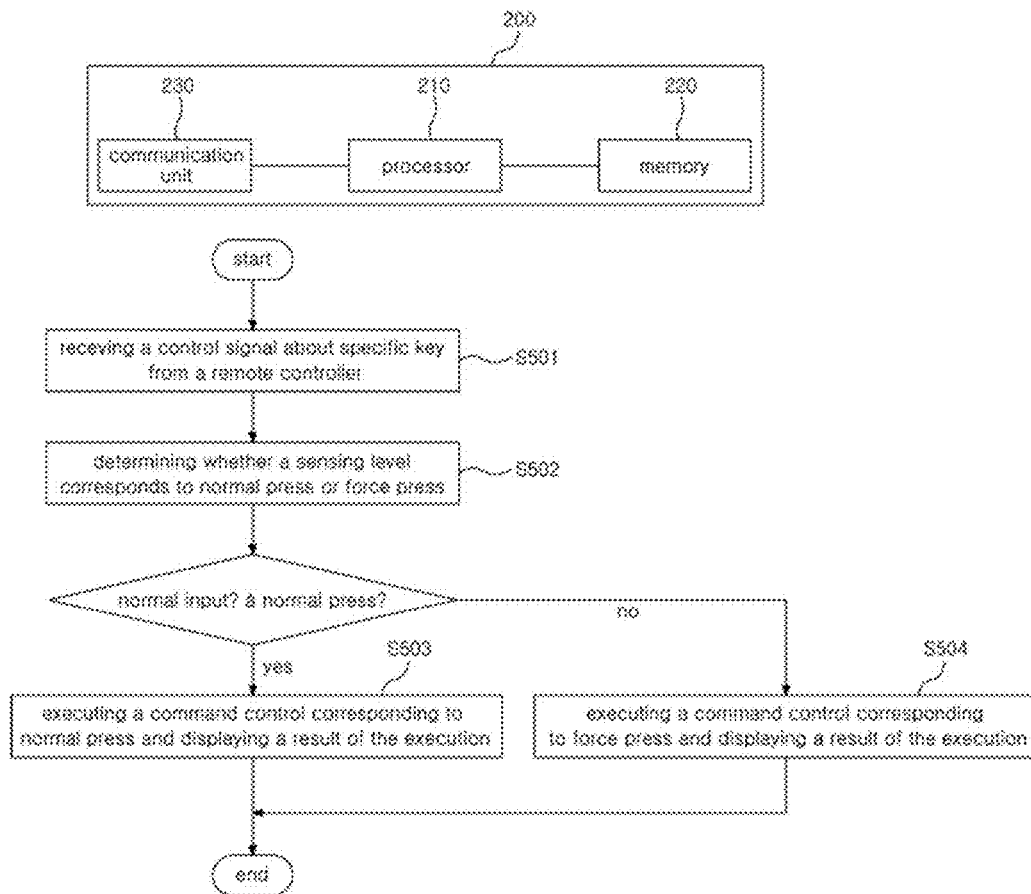 200
230
210
220
communication
unit
processor
memory
start
receving a control signal about specific key
from a remote controller
S501
determining whether a sensing level
corresponds to normal press or force press
S502
normal input? a normal press?
no
yes
S503
S504
executing a command control corresponding to
normal press and displaying a result of the execution
executing a command control corresponding
to force press and displaying a result of the execution
end